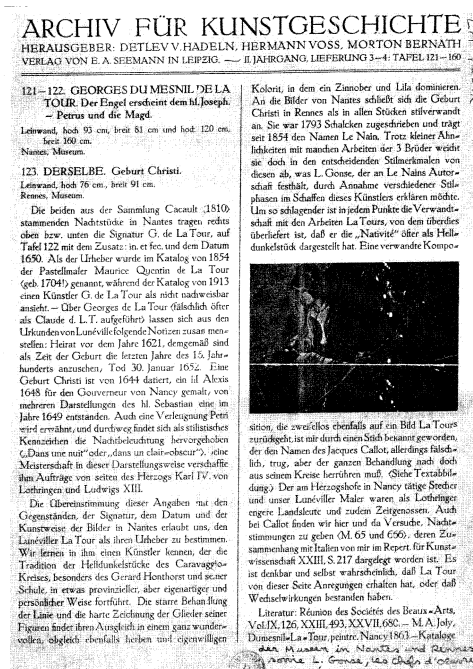 ARCHIV FÜR KUNSTGESCHICHTE
HERAUSGEBER: DETLEV V. HADELN, HERMANN VOSS, MORTON BERNATH
VERLAG VON E. A. SEEMANN IN LEIPZIG. — II. JAHRGANG, LIEFERUNG 3–4: TAFEL 121–160
121–122. GEORGES DU MESNIL DE LA
TOUR. Der Engel erscheint dem hl. Joseph.
– Petrus und die Magd.
Leinwand, hoch 93 cm, breit 81 cm und hoch 120 cm,
breit 160 cm.
Nantes, Museum.
123. DERSELBE. Geburt Christi.
Leinwand, hoch 76 cm, breit 91 cm.
Rennes, Museum.
Die beiden aus der Sammlung Cacault (1810)
stammenden Nachtstücke in Nantes tragen rechts
oben bzw. unten die Signatur G. de La Tour, auf
Tafel 122 mit dem Zusatz: in. et fec. und dem Datum
1650. Als der Urheber wurde im Katalog von 1854
der Pastellmaler Maurice Quentin de La Tour
(geb. 1704!) genannt, während der Katalog von 1913
einen Künstler G. de La Tour als nicht nachweisbar
ansieht. – Über Georges de La Tour (fälschlich öfter
als Claude d. L. T. aufgeführt) lassen sich aus den
Urkunden von Lunéville folgende Notizen zusammen-
stellen: Heirat vor dem Jahre 1621, demgemäß sind
als Zeit der Geburt die letzten Jahre des 16. Jahr-
hunderts anzusehen, Tod 30. Januar 1652. Eine
Geburt Christi ist von 1644 datiert, ein hl. Alexis
1648 für den Gouverneur von Nancy gemalt, von
mehreren Darstellungen des hl. Sebastian eine im
Jahre 1649 entstanden. Auch eine Verleugnung Petri
wird erwähnt, und durchweg findet sich als stilistisches
Kennzeichen die Nachtbeleuchtung hervorgehoben
(„Dans une nuit“ oder „dans un clair-obscur“). Seine
Meisterschaft in dieser Darstellungsweise verschaffte
ihm Aufträge von seiten des Herzogs Karl IV. von
Lothringen und Ludwigs XIII.
Die Übereinstimmung dieser Angaben mit den
Gegenständen, der Signatur, den Datum und der
Kunstweise der Bilder in Nantes erlaubt uns, den
Lunéviller La Tour als ihren Urheber zu bestimmen.
Wir lernen in ihm einen Künstler kennen, der die
Tradition der Helldunkelstücke des Caravaggio-
Kreises, besonders des Gerard Honthorst und seiner
Schule, in etwas provinzieller, aber eigenartiger und
persönlicher Weise fortführt. Die starre Behandlung
der Linie und die harte Zeichnung der Glieder seiner
Figuren findet ihren Ausgleich in einem ganz wunder-
vollen, obgleich ebenfalls herben und eigenwilligen
Kolorit, in dem ein Zinnober und Lila dominieren.
An die Bilder von Nantes schließt sich die Geburt
Christi in Rennes als in allen Stücken stilverwandt
an. Sie war 1793 Schalcken zugeschrieben und trägt
seit 1854 den Namen Le Nain. Trotz kleiner Ähn-
lichkeiten mit manchen Arbeiten der 3 Brüder weicht
sie doch in den entscheidenden Stilmerkmalen von
diesen ab, was L. Gonse, der an Le Nains Autor-
schaft festhält, durch Annahme verschiedener Stil-
phasen im Schaffen dieses Künstlers erklären möchte.
Um so schlagender ist in jedem Punkte die Verwandt-
schaft mit den Arbeiten La Tours, von dem überdies
überliefert ist, daß er die „Nativité“ öfter als Hell-
dunkelstück dargestellt hat. Eine verwandte Kompo-
sition, die zweifellos ebenfalls auf ein Bild La Tours
zurückgeht, ist mir durch einen Stich bekannt geworden,
der den Namen des Jacques Callot, allerdings fälsch-
lich, trug, aber der ganzen Behandlung nach doch
aus seinem Kreise herrühren muß. (Siehe Textabbil-
dung.) Der am Herzogshofe in Nancy tätige Stecher
und unser Lunéviller Maler waren als Lothringer
engere Landsleute und zudem Zeitgenossen. Auch
bei Callot finden wir hier und da Versuche, Nacht-
stimmungen zu geben (M. 65 und 656), deren Zu-
sammenhang mit Italien von mir im Repert. für Kunst-
wissenschaft XXIII, S. 217 dargelegt worden ist. Es
ist denkbar und selbst wahrscheinlich, daß La Tour
von dieser Seite Anregungen erhalten hat, oder daß
Wechselwirkungen bestanden haben.
Literatur: Réunion des Sociétés des Beaux-Arts,
Vol. IX, 126, XXIII, 493, XXVII, 680. – M. A. Joly,
Dumesnil-La-Tour, peintre. Nancy 1863 – Kataloge
der Museen in Nantes und Rennes
sowie L. Gonse, les Chefs d'œuvre